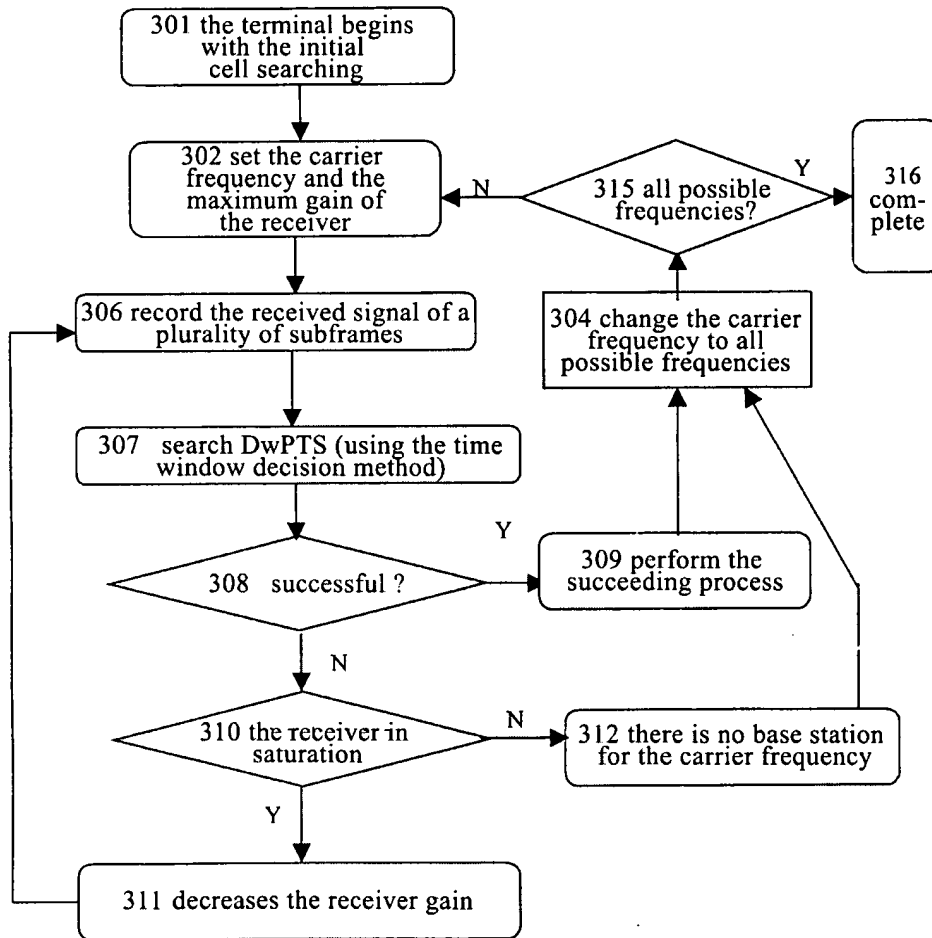 301 the terminal begins
with the initial
cell searching
302 set the carrier
frequency and the
maximum gain of
the receiver
N
315 all possible
frequencies?
Y
316
com-
plete
306 record the received signal of a
plurality of subframes
304 change the carrier
frequency to all
possible frequencies
307 search DwPTS (using the time
window decision method)
308 successful ?
Y
309 perform the
succeeding process
N
310 the receiver in
saturation
N
312 there is no base station
for the carrier frequency
Y
311 decreases the receiver gain